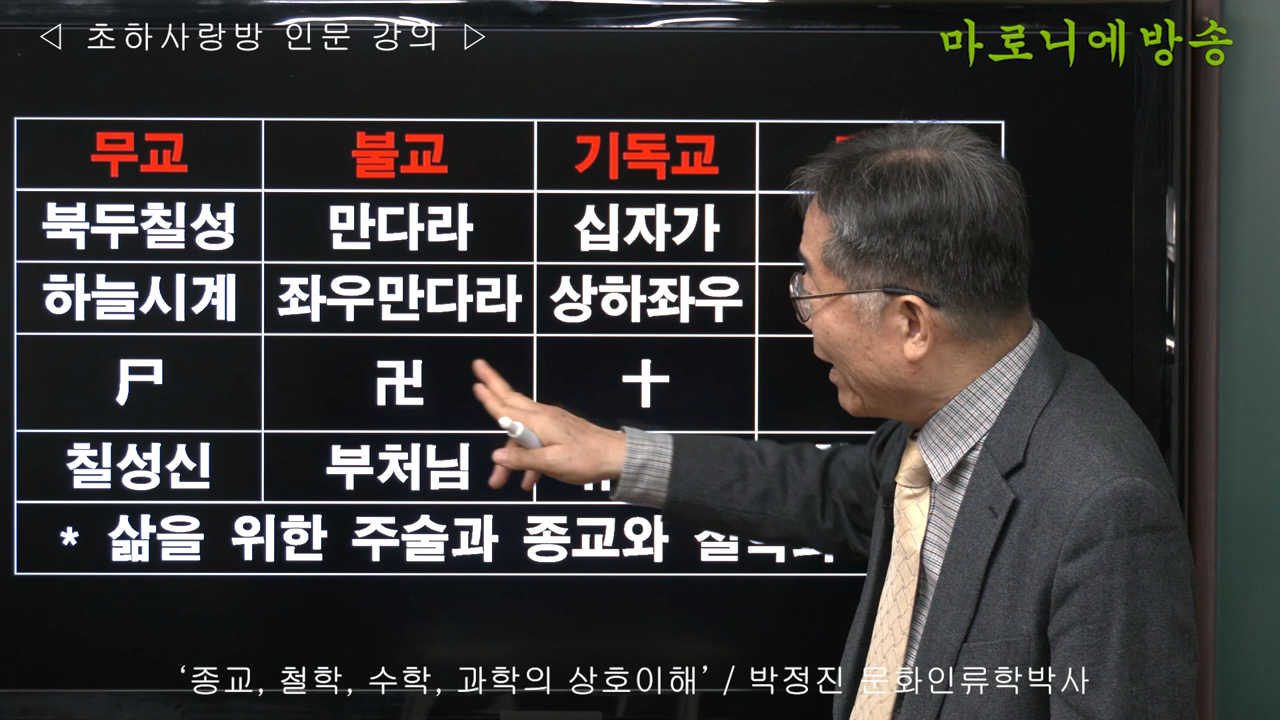 ◁ 초하사랑방 인문 강의 ▷
마로니에방송
무교 불교 기독교
북두칠성 만다라 십자가
하늘시계 좌우만다라 상하좌우
尸 卍 十
칠성신 부처님
* 삶을 위한 주술과 종교와
‘종교, 철학, 수학, 과학의 상호이해’ / 박정진 문화인류학박사